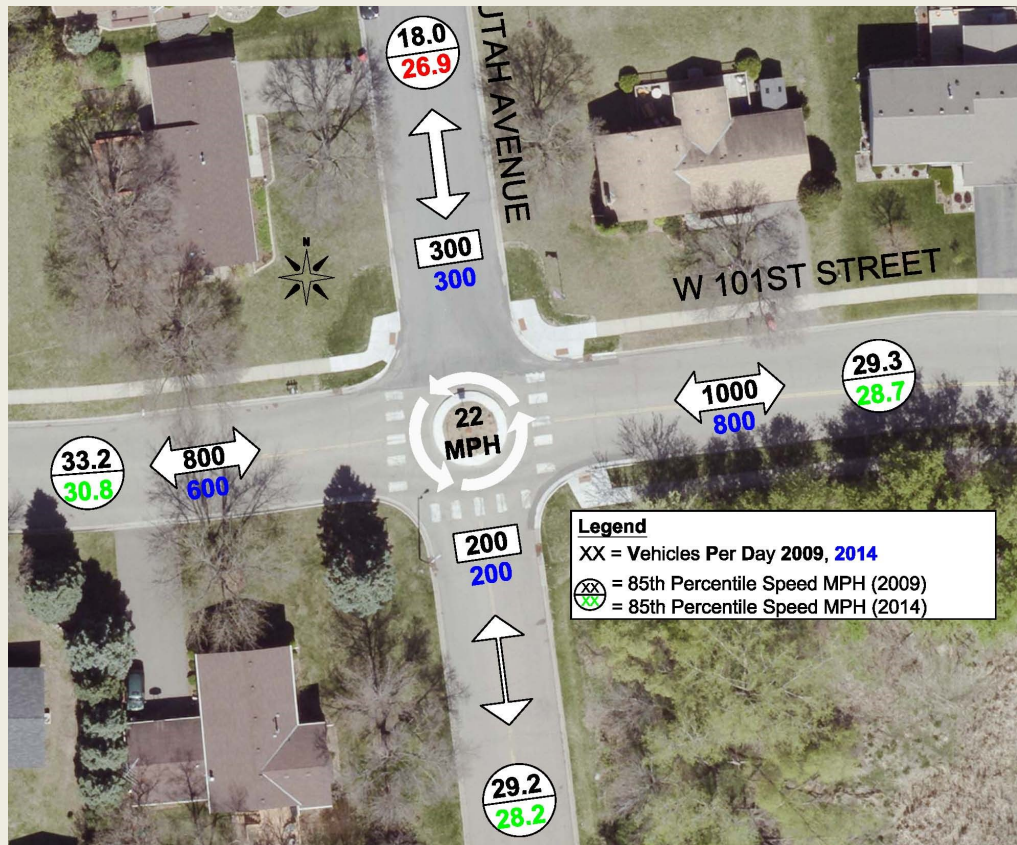 18.0
26.9
UTAH AVENUE
N
300
300
W 101ST STREET
22
MPH
1000
800
29.3
28.7
33.2
30.8
800
600
200
200
Legend
XX = Vehicles Per Day 2009, 2014
XX = 85th Percentile Speed MPH (2009)
XX = 85th Percentile Speed MPH (2014)
29.2
28.2